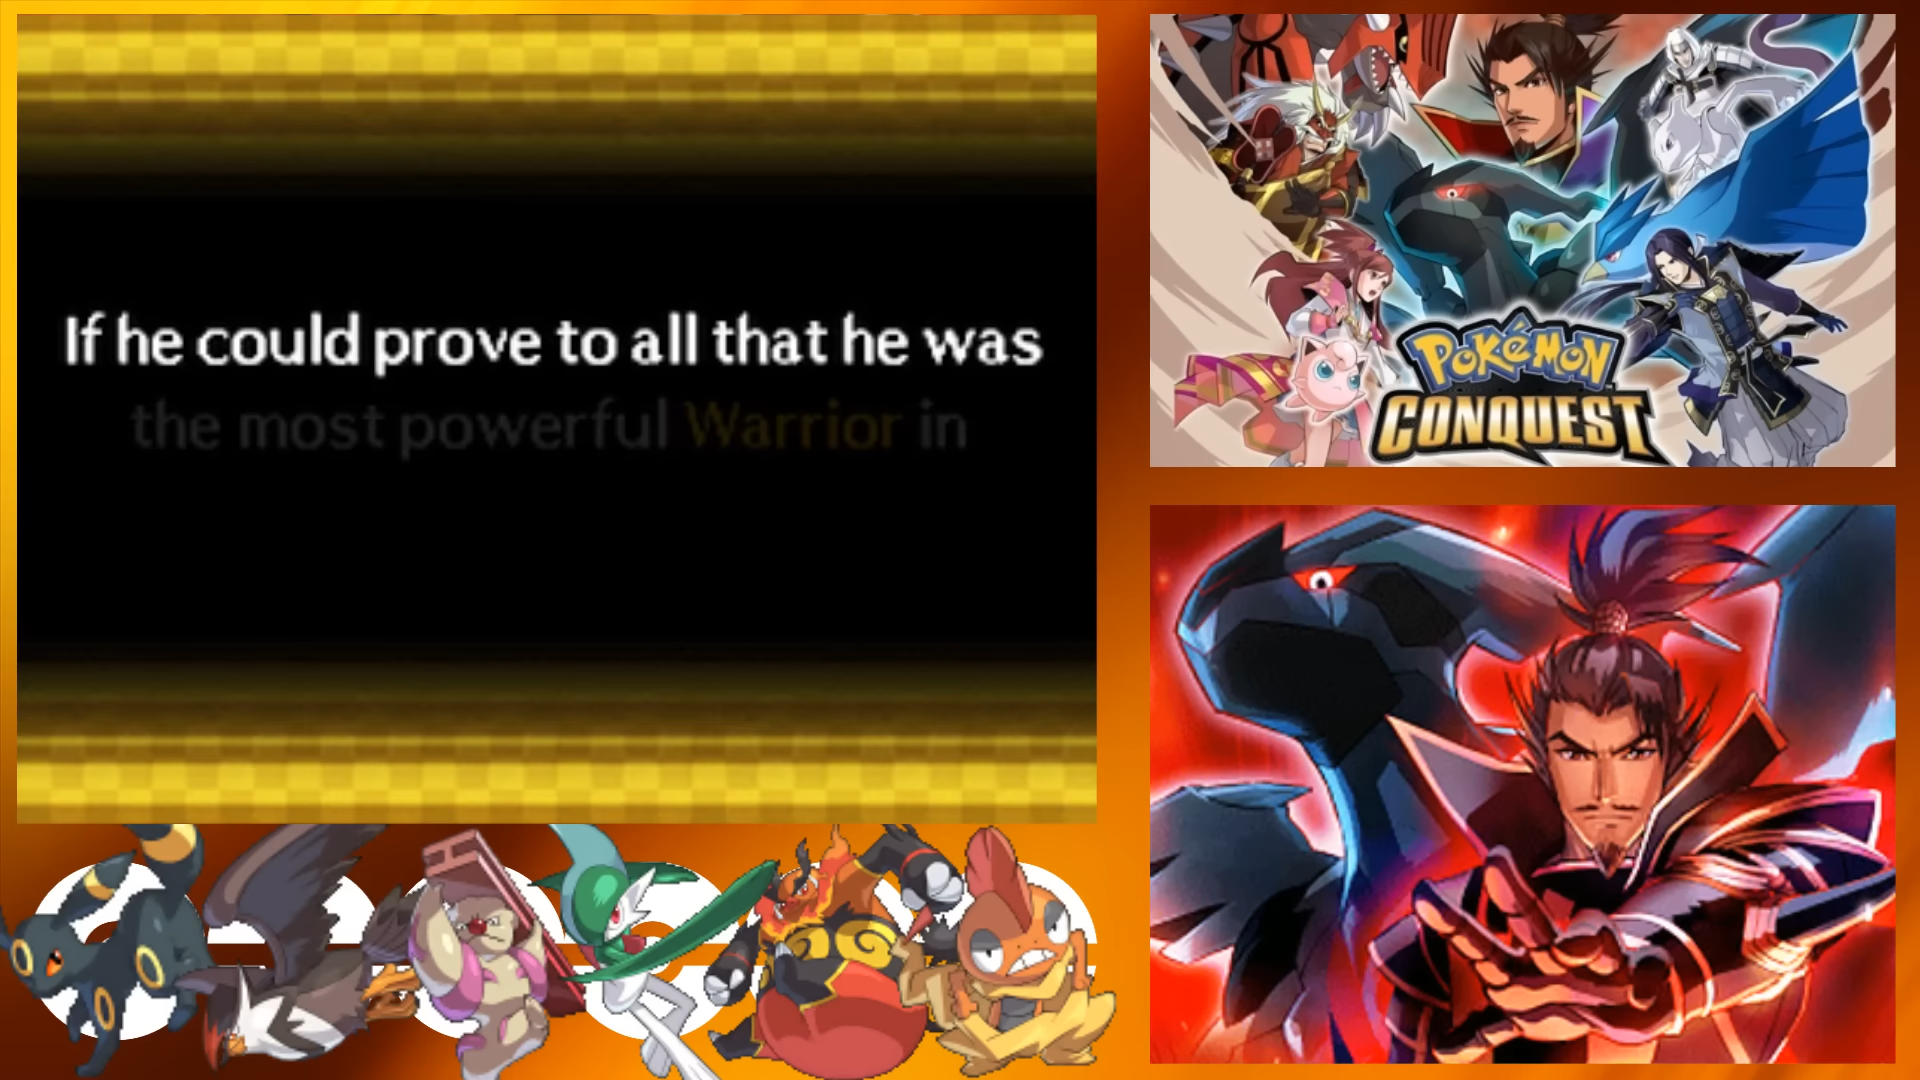 If he could prove to all that he was
the most powerful Warrior in
POKéMON
CONQUEST